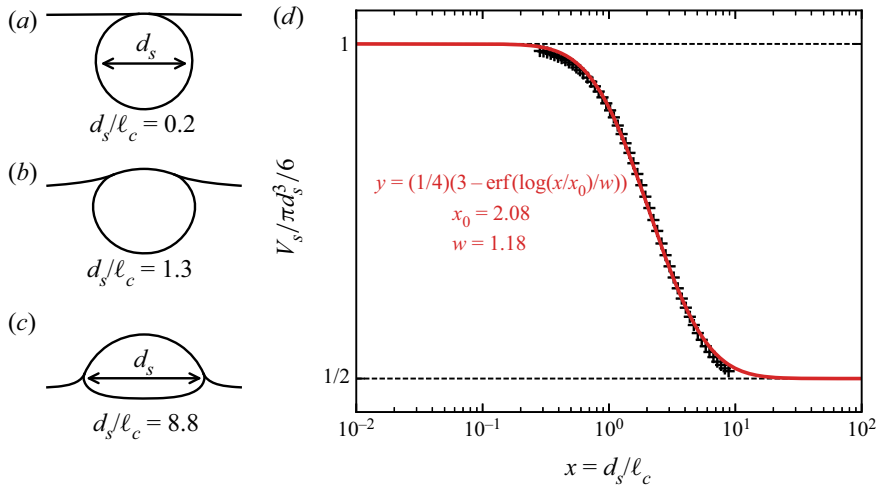 (a)
d_s
d_s/ℓ_c = 0.2
(b)
d_s/ℓ_c = 1.3
(c)
d_s
d_s/ℓ_c = 8.8
(d)
V_s/πd_s^3/6
1
1/2
y = (1/4)(3 – erf(log(x/x_0)/w))
x_0 = 2.08
w = 1.18
10^−2 10^−1 10^0 10^1 10^2
x = d_s/ℓ_c